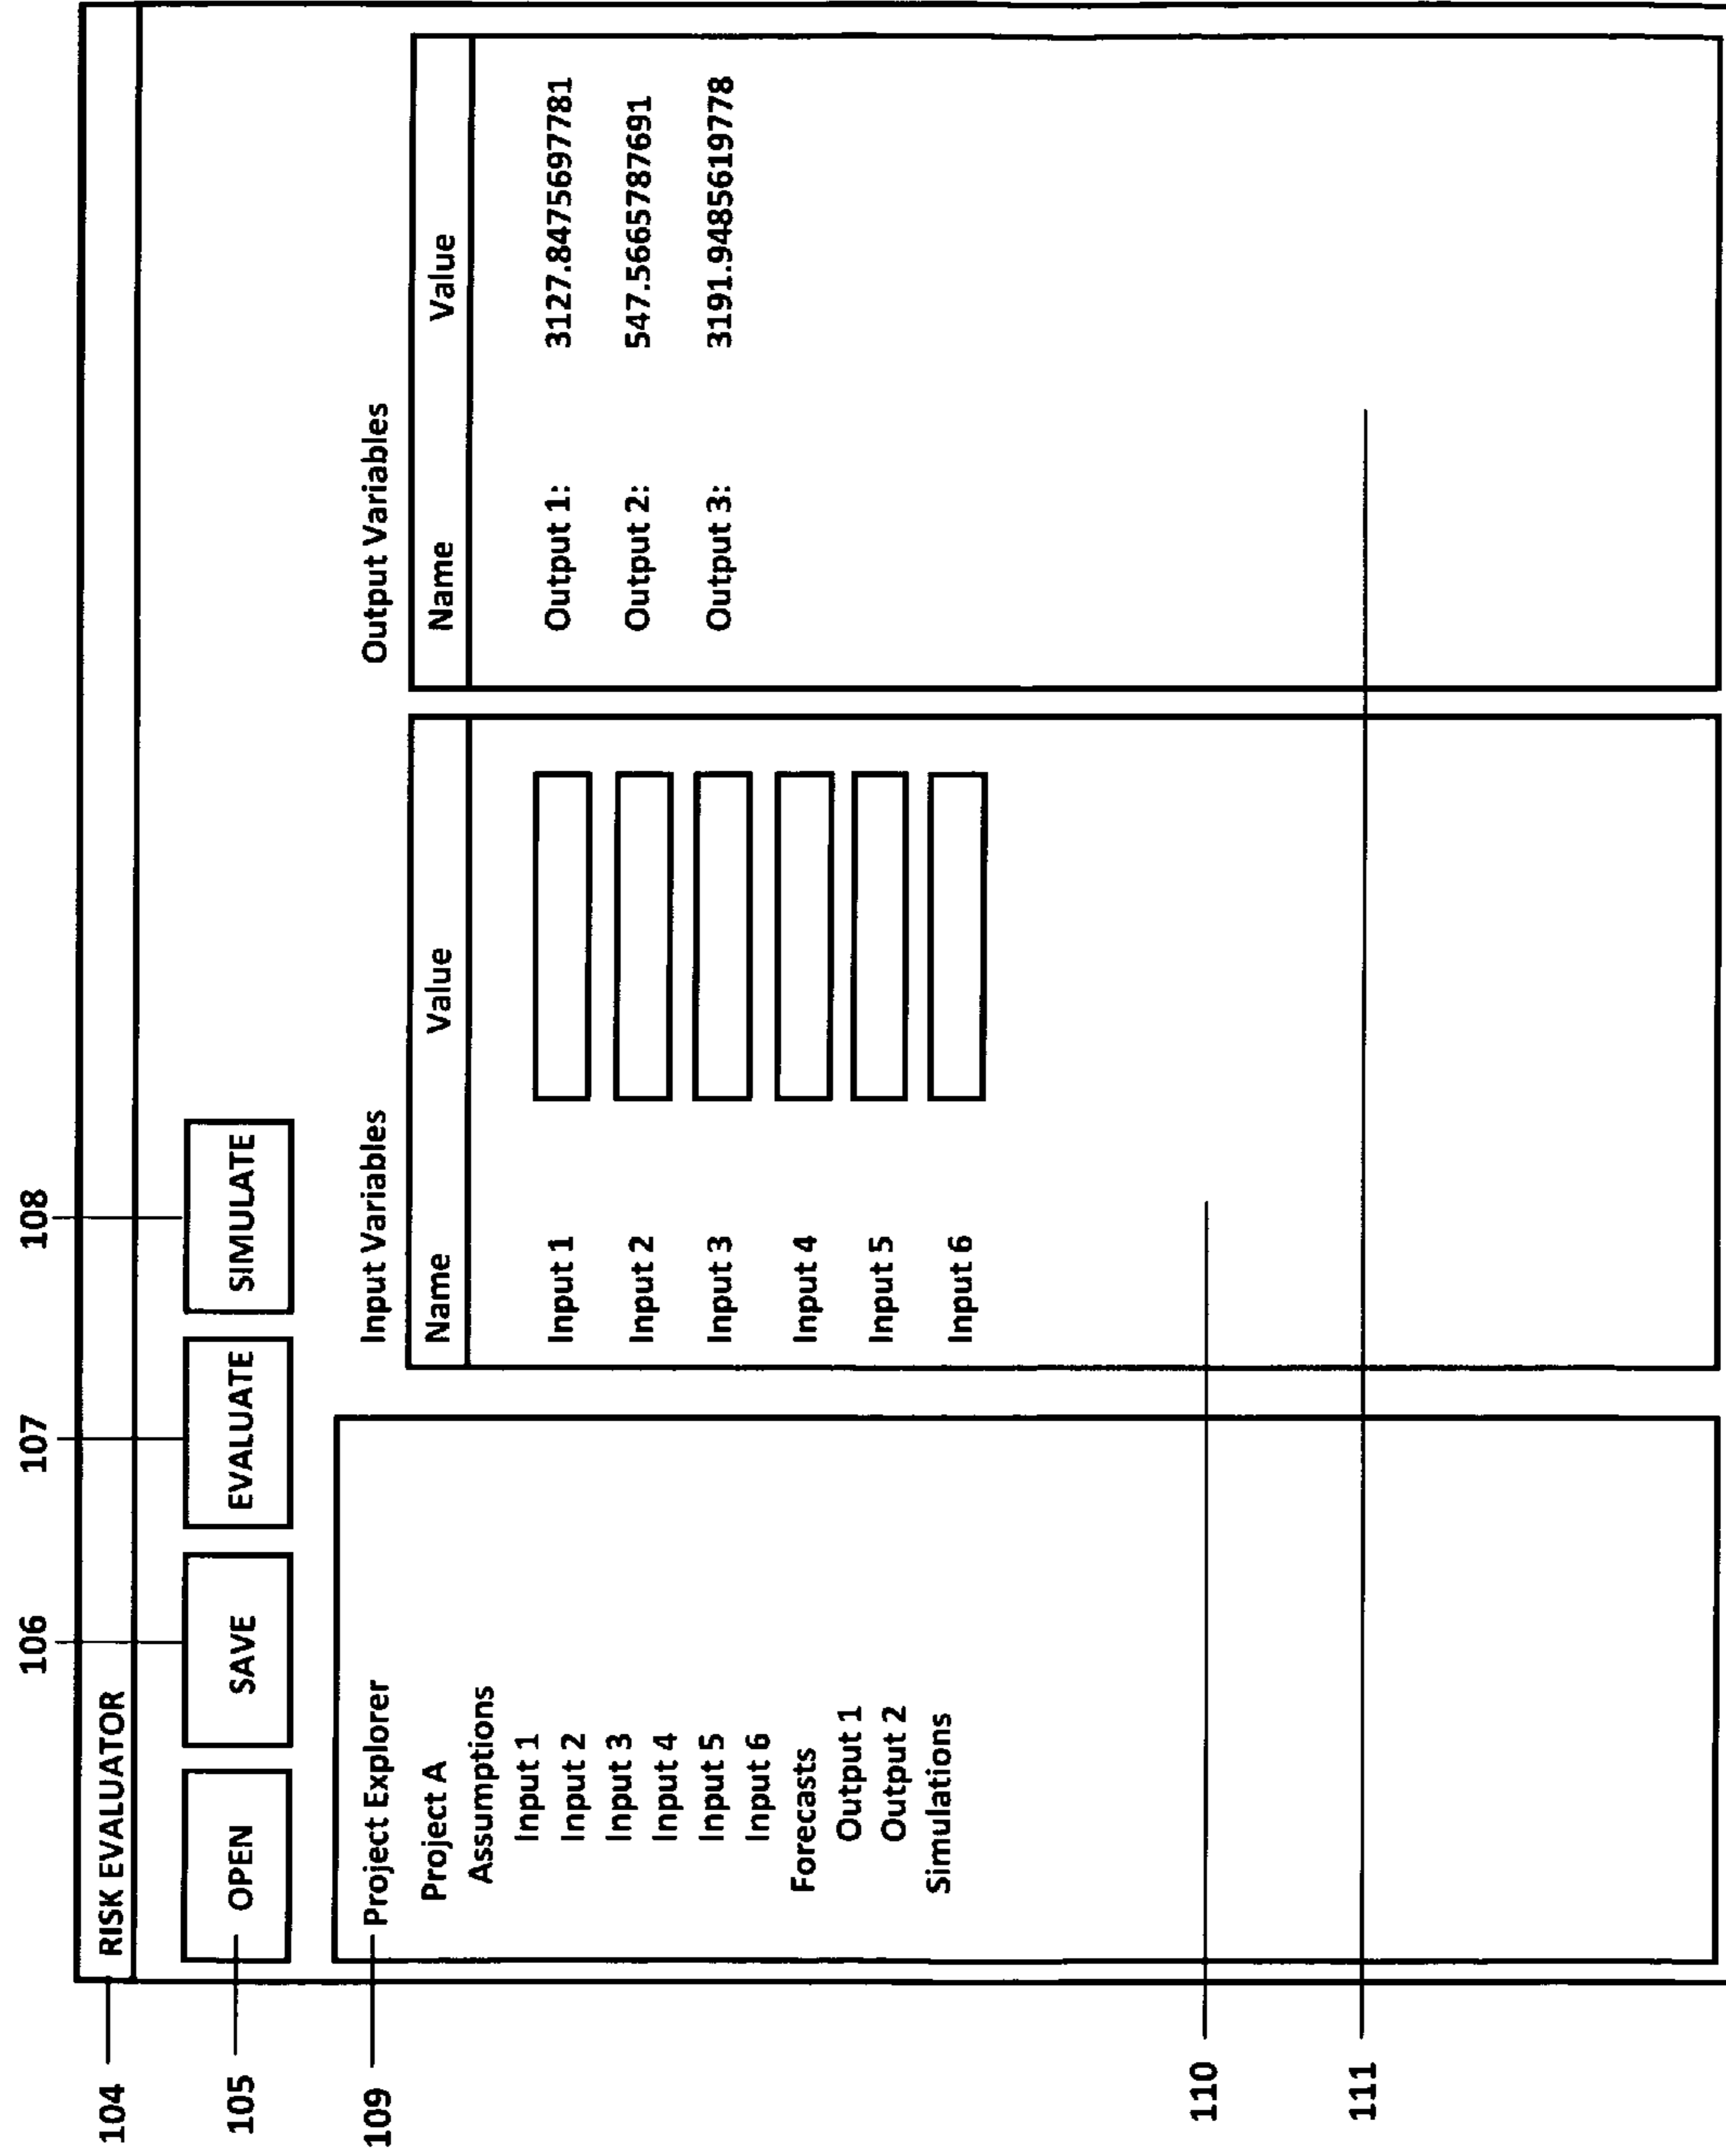 106 107 108
104 RISK EVALUATOR
105 OPEN SAVE EVALUATE SIMULATE
109 Project Explorer
Project A
Assumptions
Input 1
Input 2
Input 3
Input 4
Input 5
Input 6
Forecasts
Output 1
Output 2
Simulations
Input Variables
Name Value
Input 1
Input 2
Input 3
Input 4
Input 5
Input 6
Output Variables
Name Value
Output 1: 3127.8475697781
Output 2: 547.5665787691
Output 3: 3191.9485619778
110
111